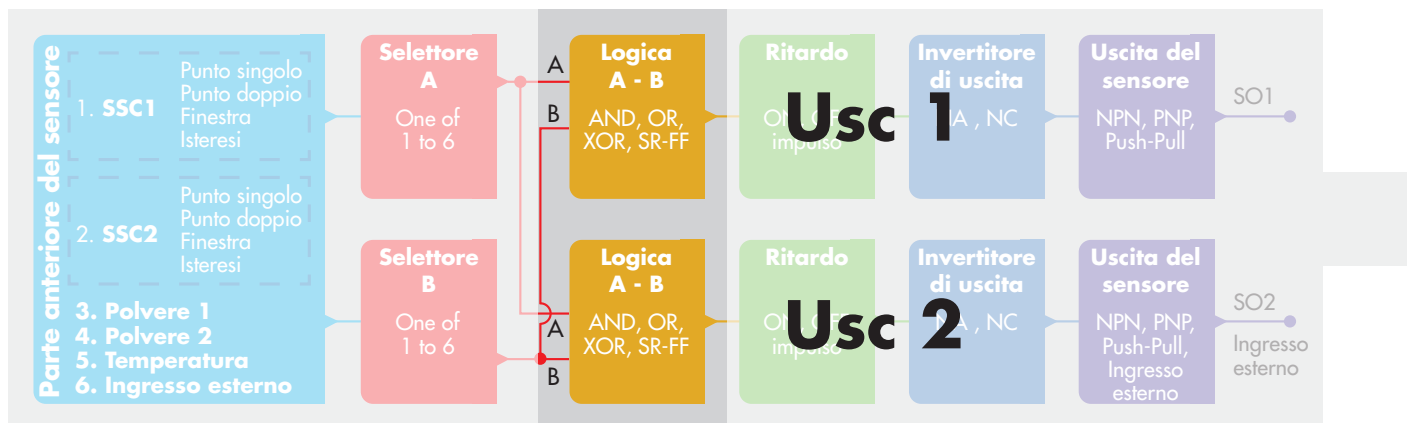 Parte anteriore del sensore
1. SSC1
Punto singolo
Punto doppio
Finestra
Isteresi
2. SSC2
Punto singolo
Punto doppio
Finestra
Isteresi
3. Polvere 1
4. Polvere 2
5. Temperatura
6. Ingresso esterno
Selettore
A
One of
1 to 6
Selettore
B
One of
1 to 6
A
B
Logica
A - B
AND, OR,
XOR, SR-FF
A
B
Logica
A - B
AND, OR,
XOR, SR-FF
Ritardo
impulso
Usc 1
Invertitore
di uscita
, NC
Uscita del
sensore
NPN, PNP,
Push-Pull
SO1
Ritardo
impulso
Usc 2
Invertitore
di uscita
, NC
Uscita del
sensore
NPN, PNP,
Push-Pull,
Ingresso
esterno
SO2
Ingresso
esterno